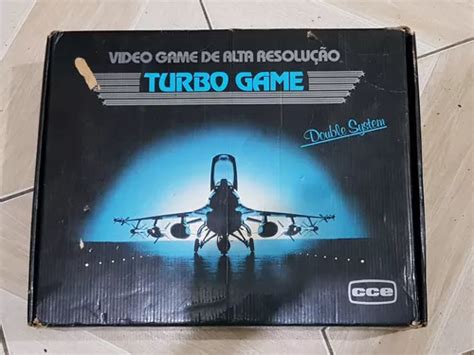 VIDEO GAME DE ALTA RESOLUÇÃO
TURBO GAME
Double System
cce